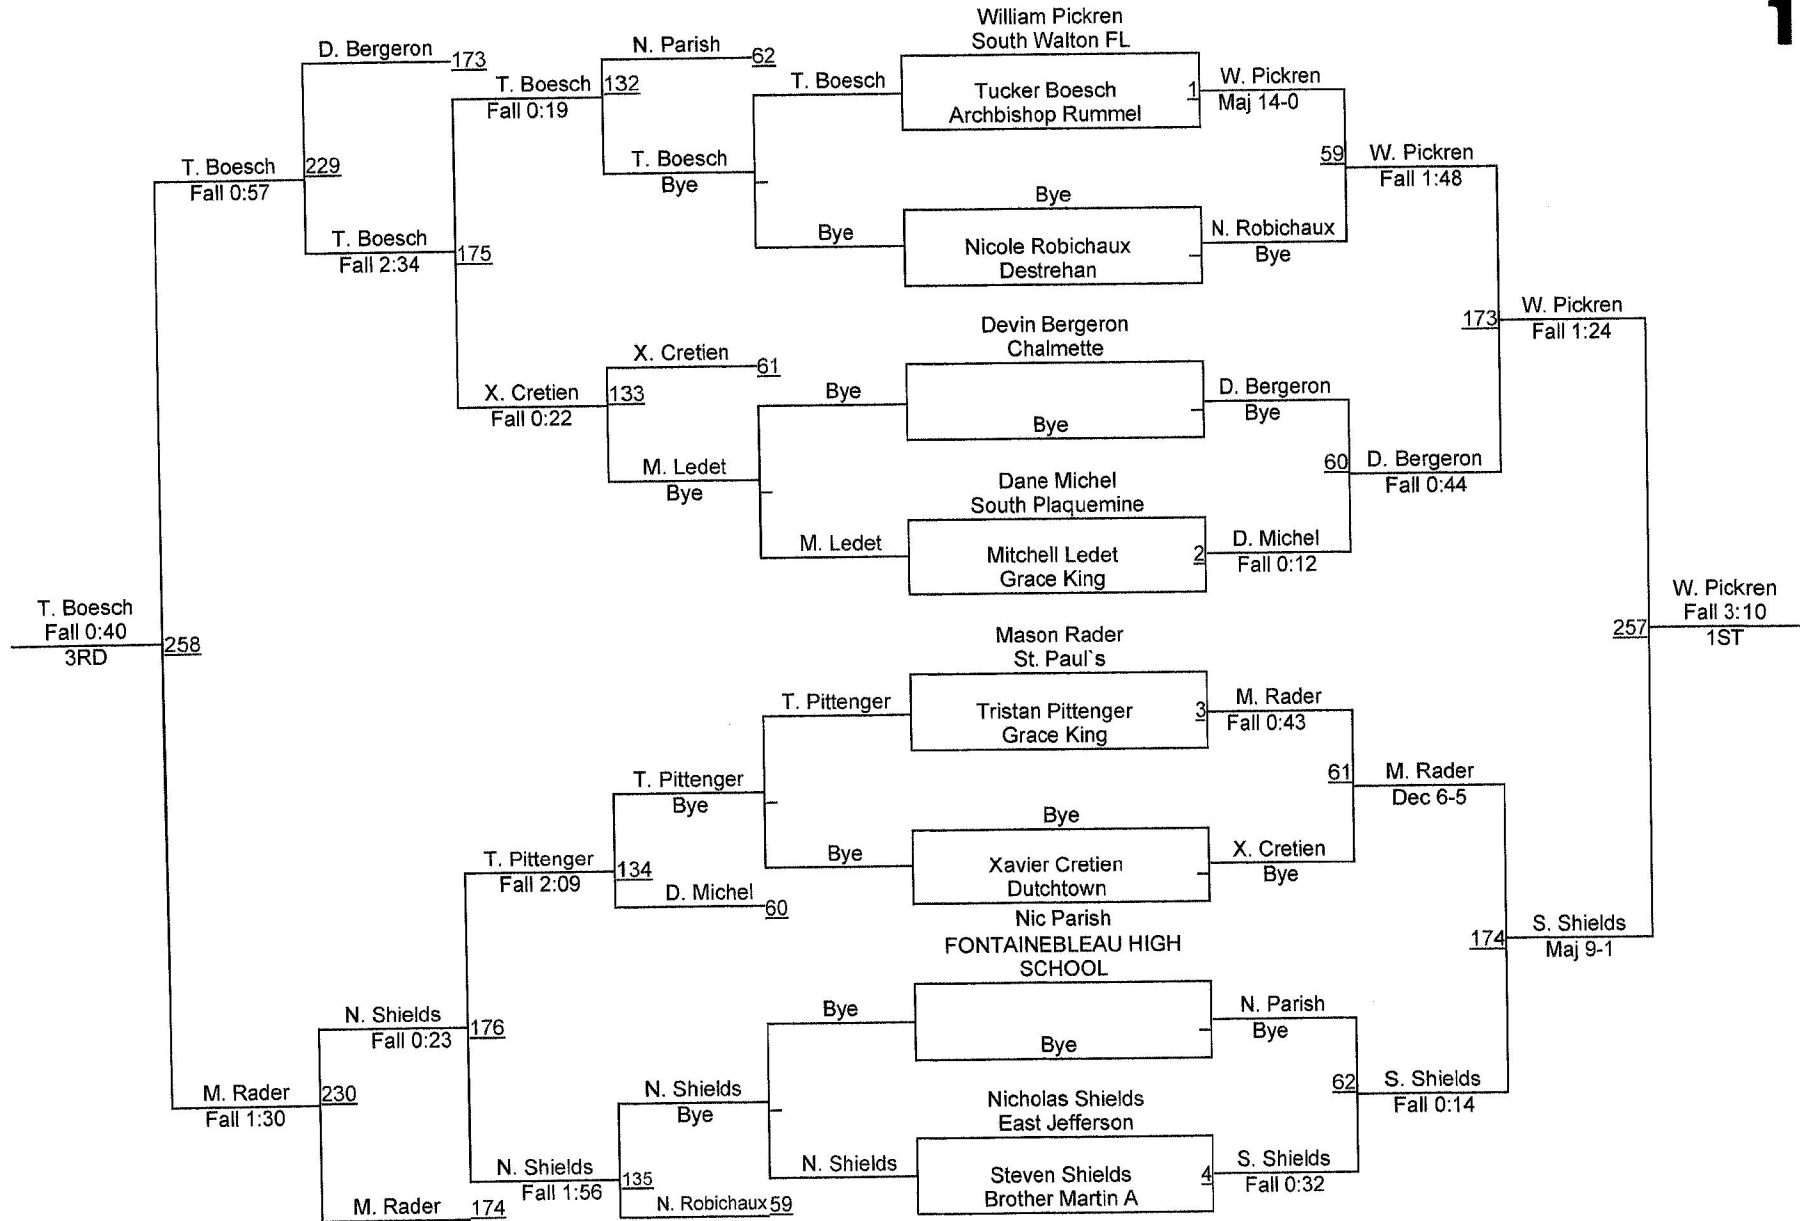 1
William Pickren
South Walton FL
D. Bergeron
173
N. Parish
62
T. Boesch
132
Fall 0:19
T. Boesch
Tucker Boesch
Archbishop Rummel
1
W. Pickren
Maj 14-0
T. Boesch
229
Fall 0:57
T. Boesch
Bye
59
W. Pickren
Fall 1:48
T. Boesch
Fall 2:34
175
Bye
Bye
Nicole Robichaux
Destrehan
N. Robichaux
Bye
Devin Bergeron
Chalmette
173
W. Pickren
Fall 1:24
X. Cretien
61
X. Cretien
133
Fall 0:22
Bye
Bye
D. Bergeron
Bye
M. Ledet
Bye
Dane Michel
South Plaquemine
60
D. Bergeron
Fall 0:44
M. Ledet
Mitchell Ledet
Grace King
2
D. Michel
Fall 0:12
T. Boesch
Fall 0:40
3RD
258
Mason Rader
St. Paul`s
257
W. Pickren
Fall 3:10
1ST
T. Pittenger
Tristan Pittenger
Grace King
3
M. Rader
Fall 0:43
T. Pittenger
Bye
61
M. Rader
Dec 6-5
Bye
T. Pittenger
Fall 2:09
134
Bye
Xavier Cretien
Dutchtown
X. Cretien
Bye
D. Michel
60
Nic Parish
FONTAINEBLEAU HIGH
SCHOOL
174
S. Shields
Maj 9-1
N. Shields
Fall 0:23
176
Bye
Bye
N. Parish
Bye
M. Rader
Fall 1:30
230
N. Shields
Bye
Nicholas Shields
East Jefferson
62
S. Shields
Fall 0:14
N. Shields
Fall 1:56
135
N. Shields
Steven Shields
Brother Martin A
4
S. Shields
Fall 0:32
M. Rader
174
N. Robichaux
59